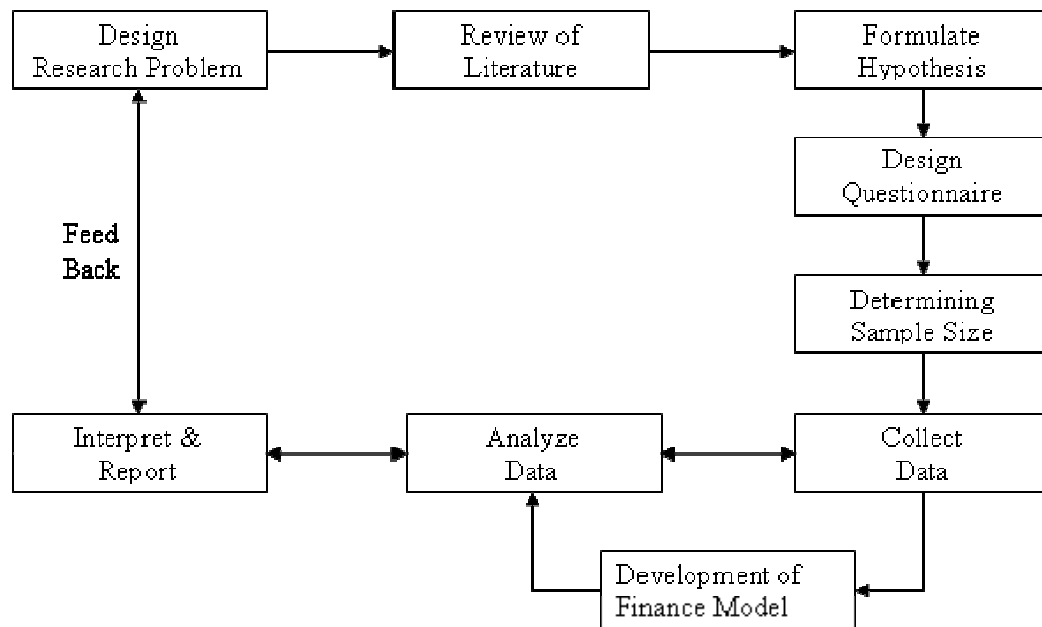 Design
Research Problem
Review of
Literature
Formulate
Hypothesis
Design
Questionnaire
Feed
Back
Determining
Sample Size
Interpret &
Report
Analyze
Data
Collect
Data
Development of
Finance Model